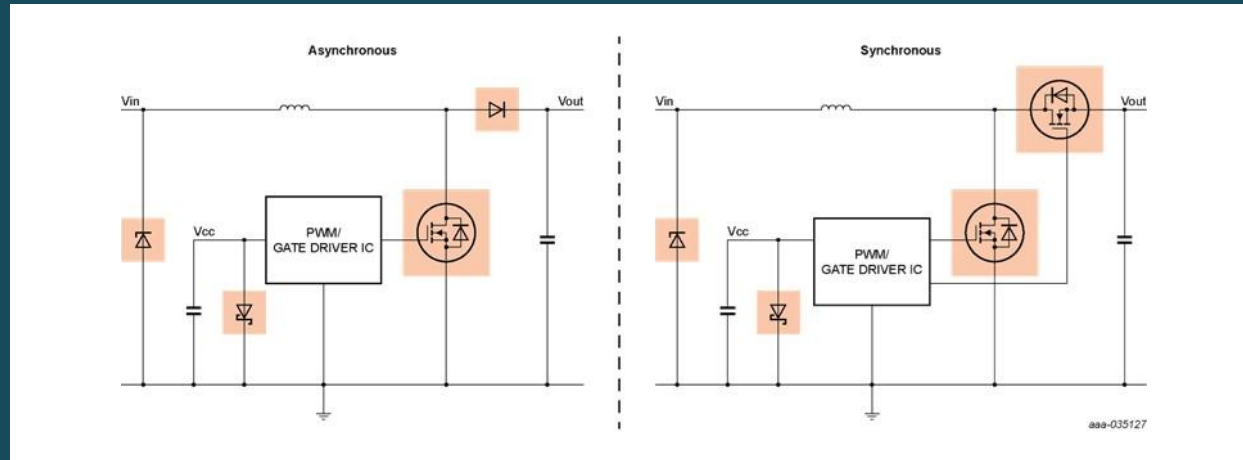 Asynchronous
Vin
Vout
Vcc
PWM/
GATE DRIVER IC
Synchronous
Vin
Vout
Vcc
PWM/
GATE DRIVER IC
aaa-035127